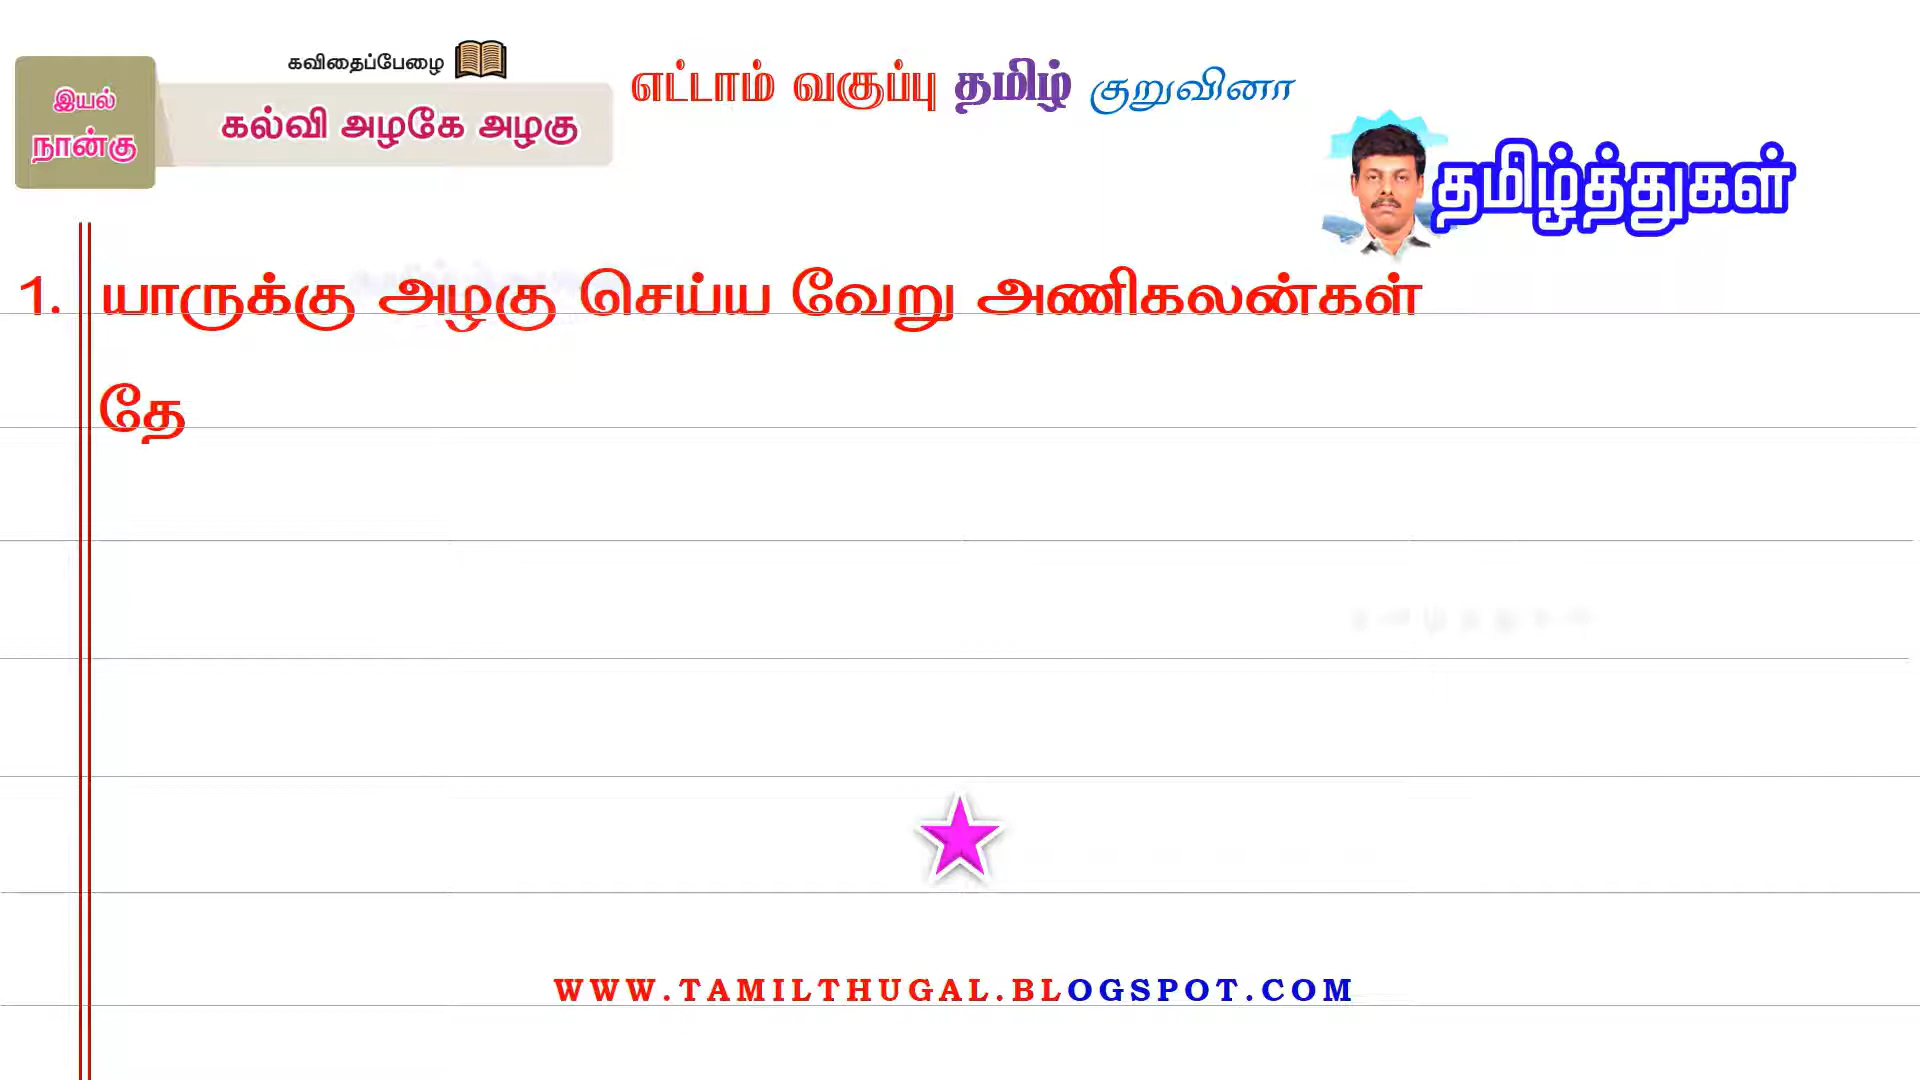 கவிதைப்பேழை
இயல்
நான்கு
கல்வி அழகே அழகு
எட்டாம் வகுப்பு தமிழ் குறுவினா
தமிழ்த்துகள்
1. யாருக்கு அழகு செய்ய வேறு அணிகலன்கள்
தே
WWW.TAMILTHUGAL.BLOGSPOT.COM